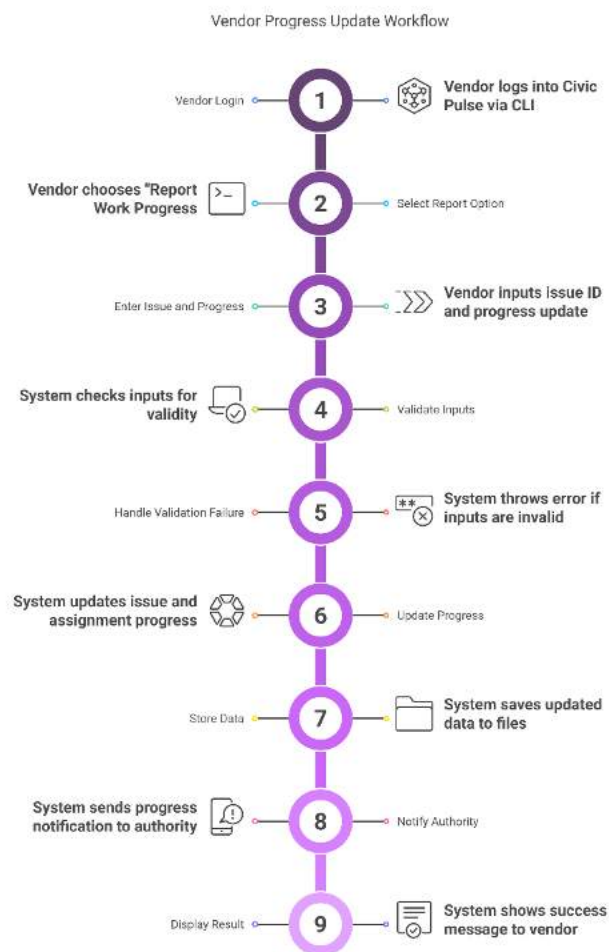 Vendor Progress Update Workflow
Vendor Login
1
Vendor logs into Civic
Pulse via CLI
Vendor chooses "Report
Work Progress
2
Select Report Option
Enter Issue and Progress
3
Vendor inputs issue ID
and progress update
System checks inputs for
validity
4
Validate Inputs
Handle Validation Failure
5
System throws error if
inputs are invalid
System updates issue and
assignment progress
6
Update Progress
Store Data
7
System saves updated
data to files
System sends progress
notification to authority
8
Notify Authority
Display Result
9
System shows success
message to vendor